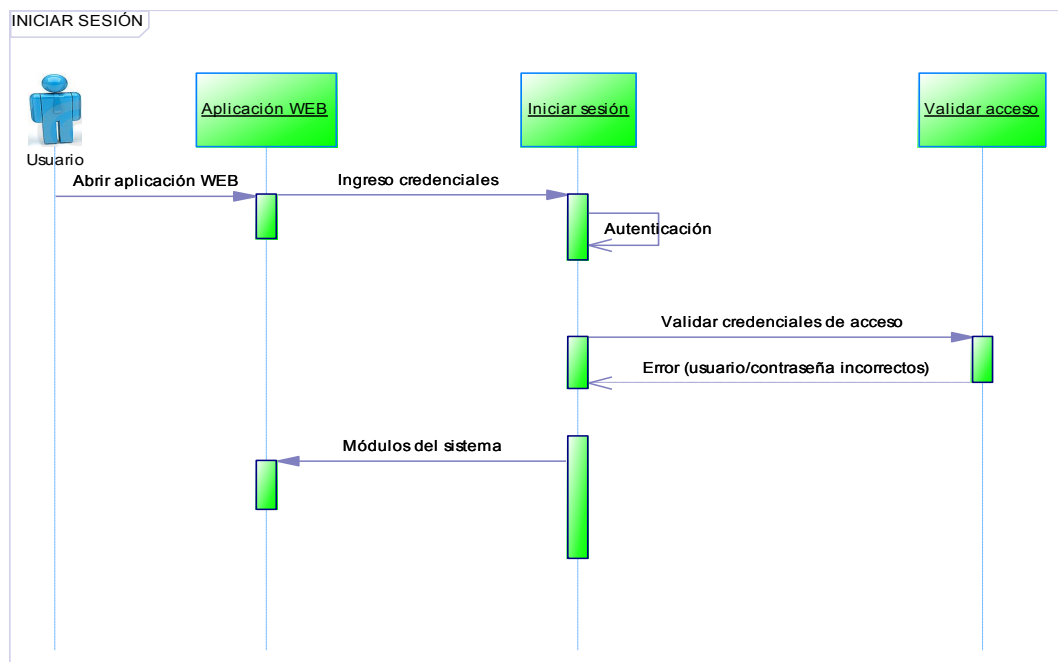 INICIAR SESIÓN
Aplicación WEB
Iniciar sesión
Validar acceso
Usuario
Abrir aplicación WEB
Ingreso credenciales
Autenticación
Validar credenciales de acceso
Error (usuario/contraseña incorrectos)
Módulos del sistema